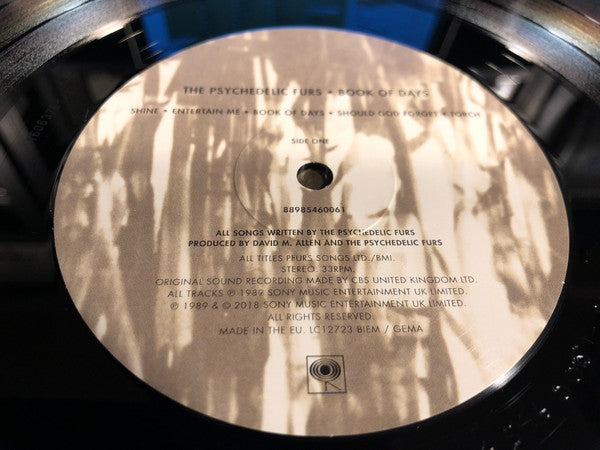 THE PSYCHEDELIC FURS • BOOK OF DAYS
SHINE • ENTERTAIN ME • BOOK OF DAYS • SHOULD GOD FORGET • TORCH
SIDE ONE
88985460061
ALL SONGS WRITTEN BY THE PSYCHEDELIC FURS
PRODUCED BY DAVID M. ALLEN AND THE PSYCHEDELIC FURS
ALL TITLES PFURS SONGS LTD./BMI.
STEREO. 33RPM.
ORIGINAL SOUND RECORDING MADE BY CBS UNITED KINGDOM LTD.
ALL TRACKS ℗ 1989 SONY MUSIC ENTERTAINMENT UK LIMITED.
℗ 1989 & © 2018 SONY MUSIC ENTERTAINMENT UK LIMITED.
ALL RIGHTS RESERVED.
MADE IN THE EU. LC12723 BIEM / GEMA